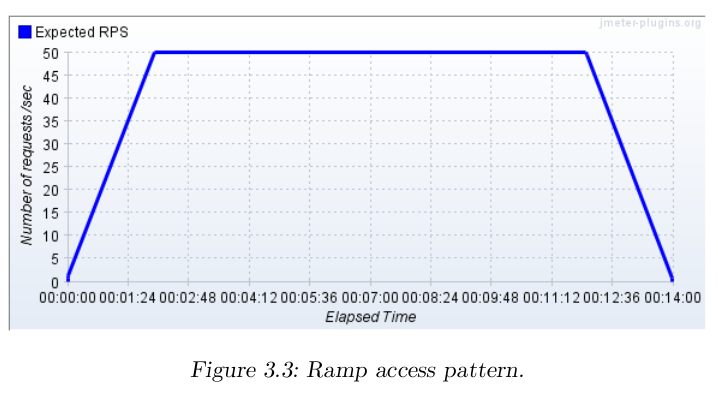 jmeter-plugins.org
Expected RPS
50
45
40
35
30
25
20
15
10
5
0
Number of requests /sec
00:00:00 00:01:24 00:02:48 00:04:12 00:05:36 00:07:00 00:08:24 00:09:48 00:11:12 00:12:36 00:14:00
Elapsed Time
Figure 3.3: Ramp access pattern.